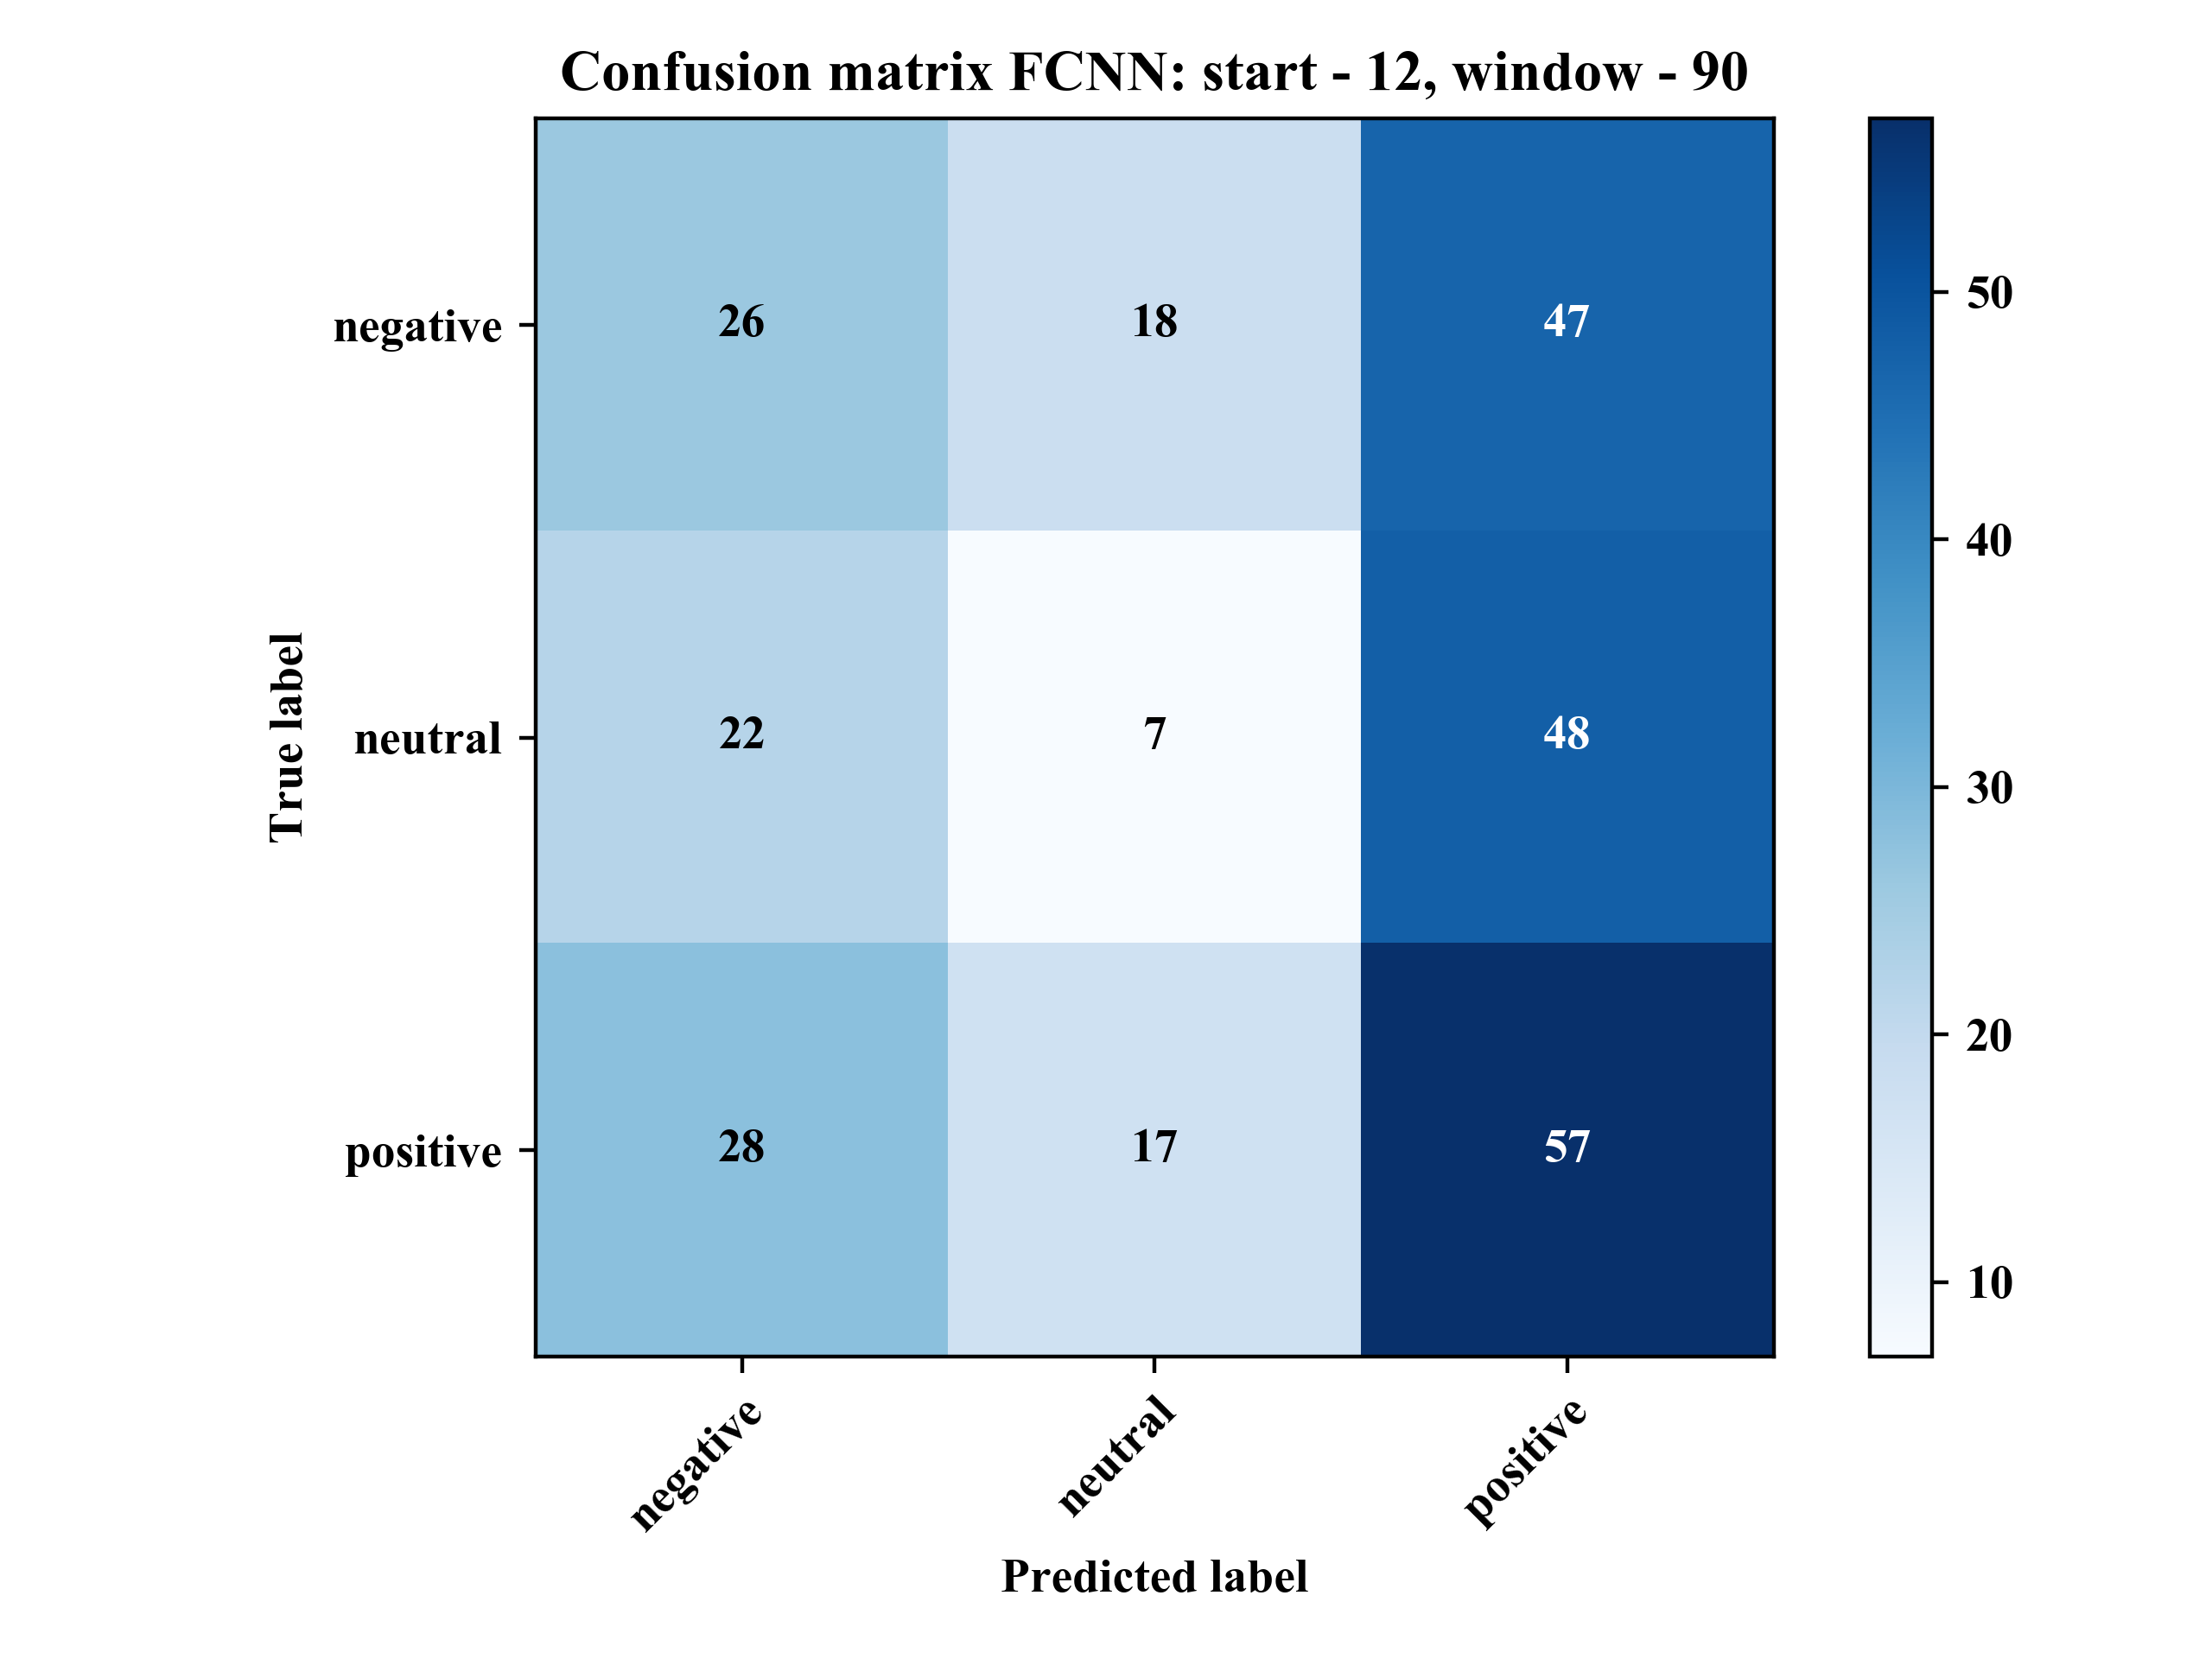 Confusion matrix FCNN: start - 12, window - 90
True label
negative
26
18
47
neutral
22
7
48
positive
28
17
57
negative
neutral
positive
Predicted label
50
40
30
20
10